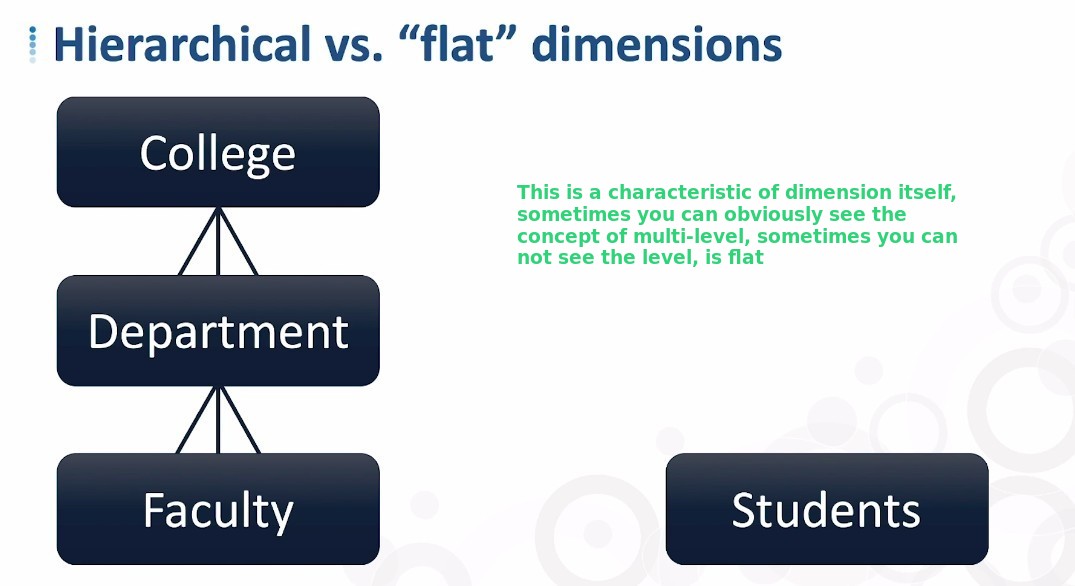 Hierarchical vs. “flat” dimensions
College
This is a characteristic of dimension itself,
sometimes you can obviously see the
concept of multi-level, sometimes you can
not see the level, is flat
Department
Faculty
Students